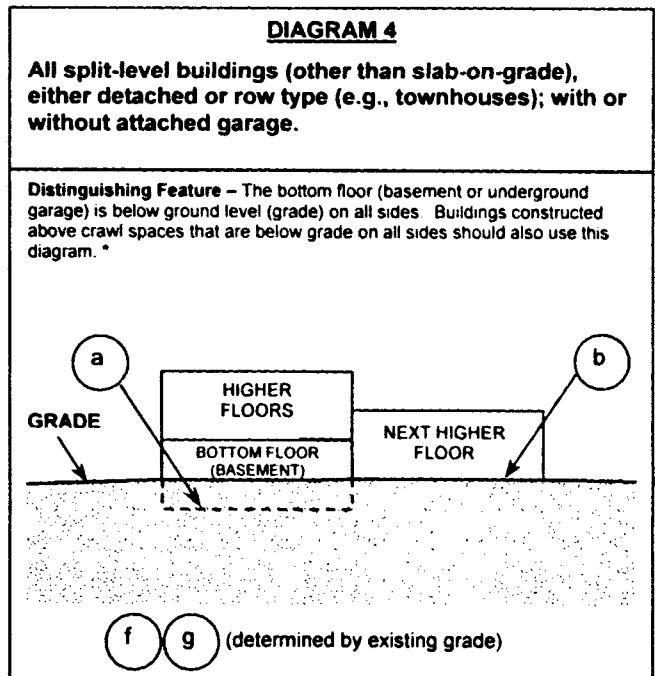 DIAGRAM 4
All split-level buildings (other than slab-on-grade),
either detached or row type (e.g., townhouses); with or
without attached garage.
Distinguishing Feature – The bottom floor (basement or underground
garage) is below ground level (grade) on all sides. Buildings constructed
above crawl spaces that are below grade on all sides should also use this
diagram. *
a
b
HIGHER
FLOORS
GRADE
NEXT HIGHER
FLOOR
BOTTOM FLOOR
(BASEMENT)
f g (determined by existing grade)